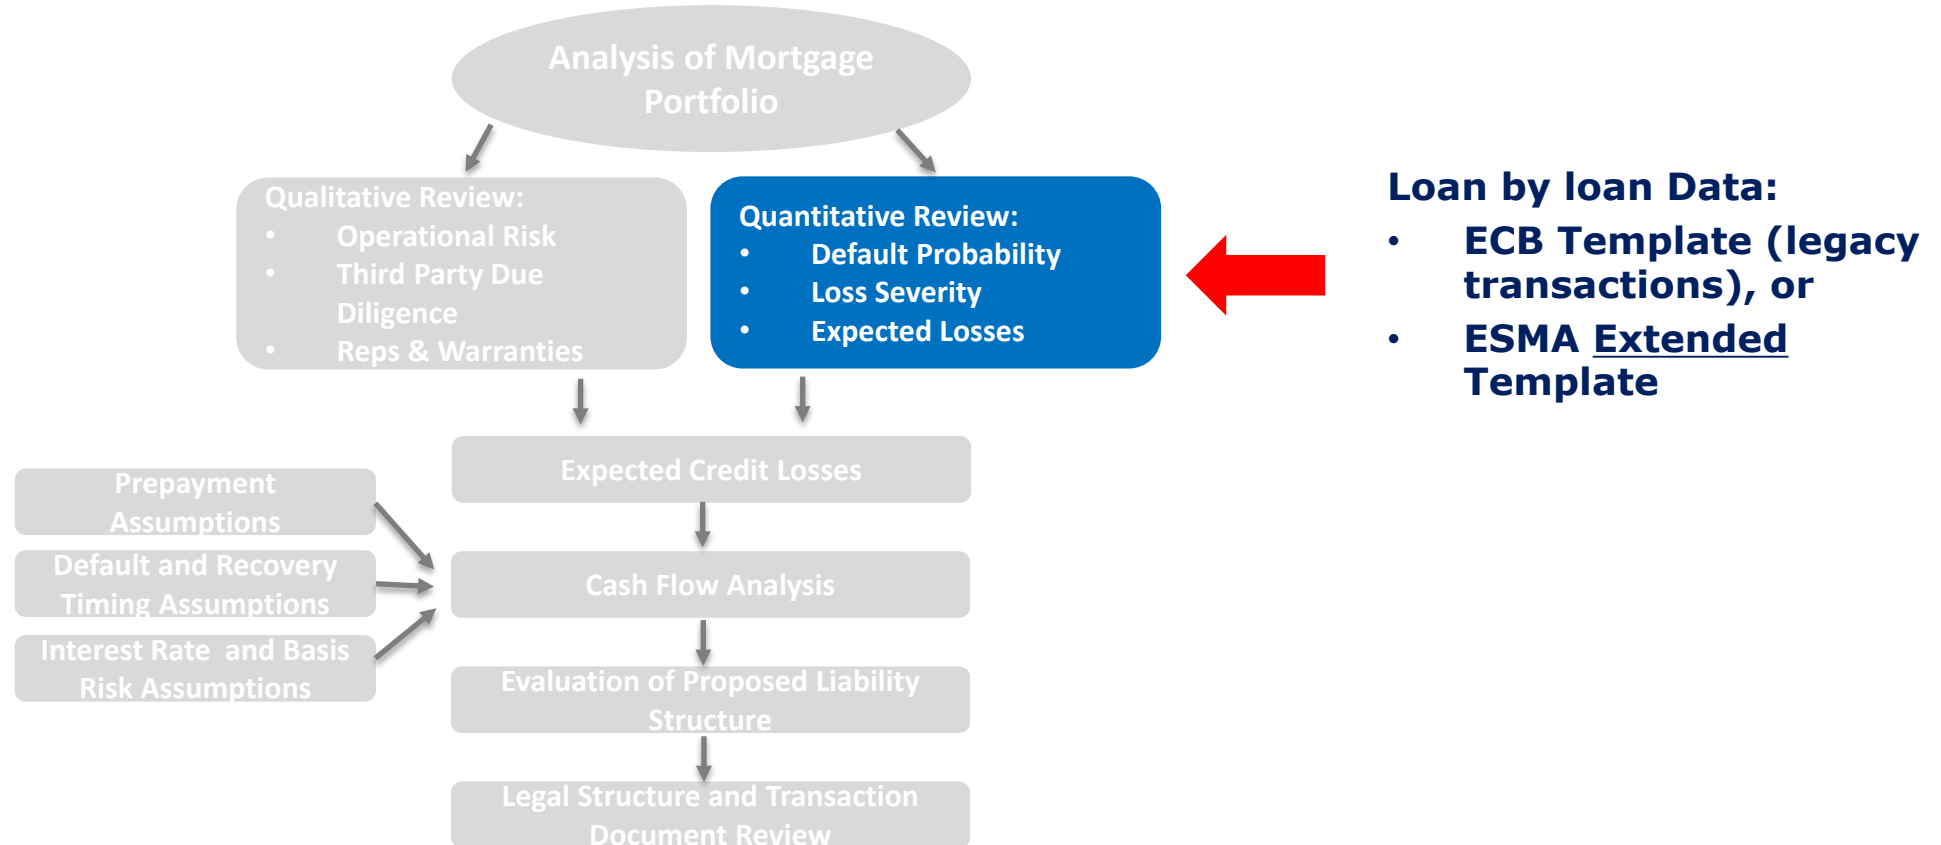 Analysis of Mortgage
Portfolio
Qualitative Review:
• Operational Risk
• Third Party Due
Diligence
• Reps & Warranties
Quantitative Review:
• Default Probability
• Loss Severity
• Expected Losses
Loan by loan Data:
• ECB Template (legacy
transactions), or
• ESMA Extended
Template
Expected Credit Losses
Prepayment
Assumptions
Default and Recovery
Timing Assumptions
Interest Rate  and Basis
Risk Assumptions
Cash Flow Analysis
Evaluation of Proposed Liability
Structure
Legal Structure and Transaction
Document Review